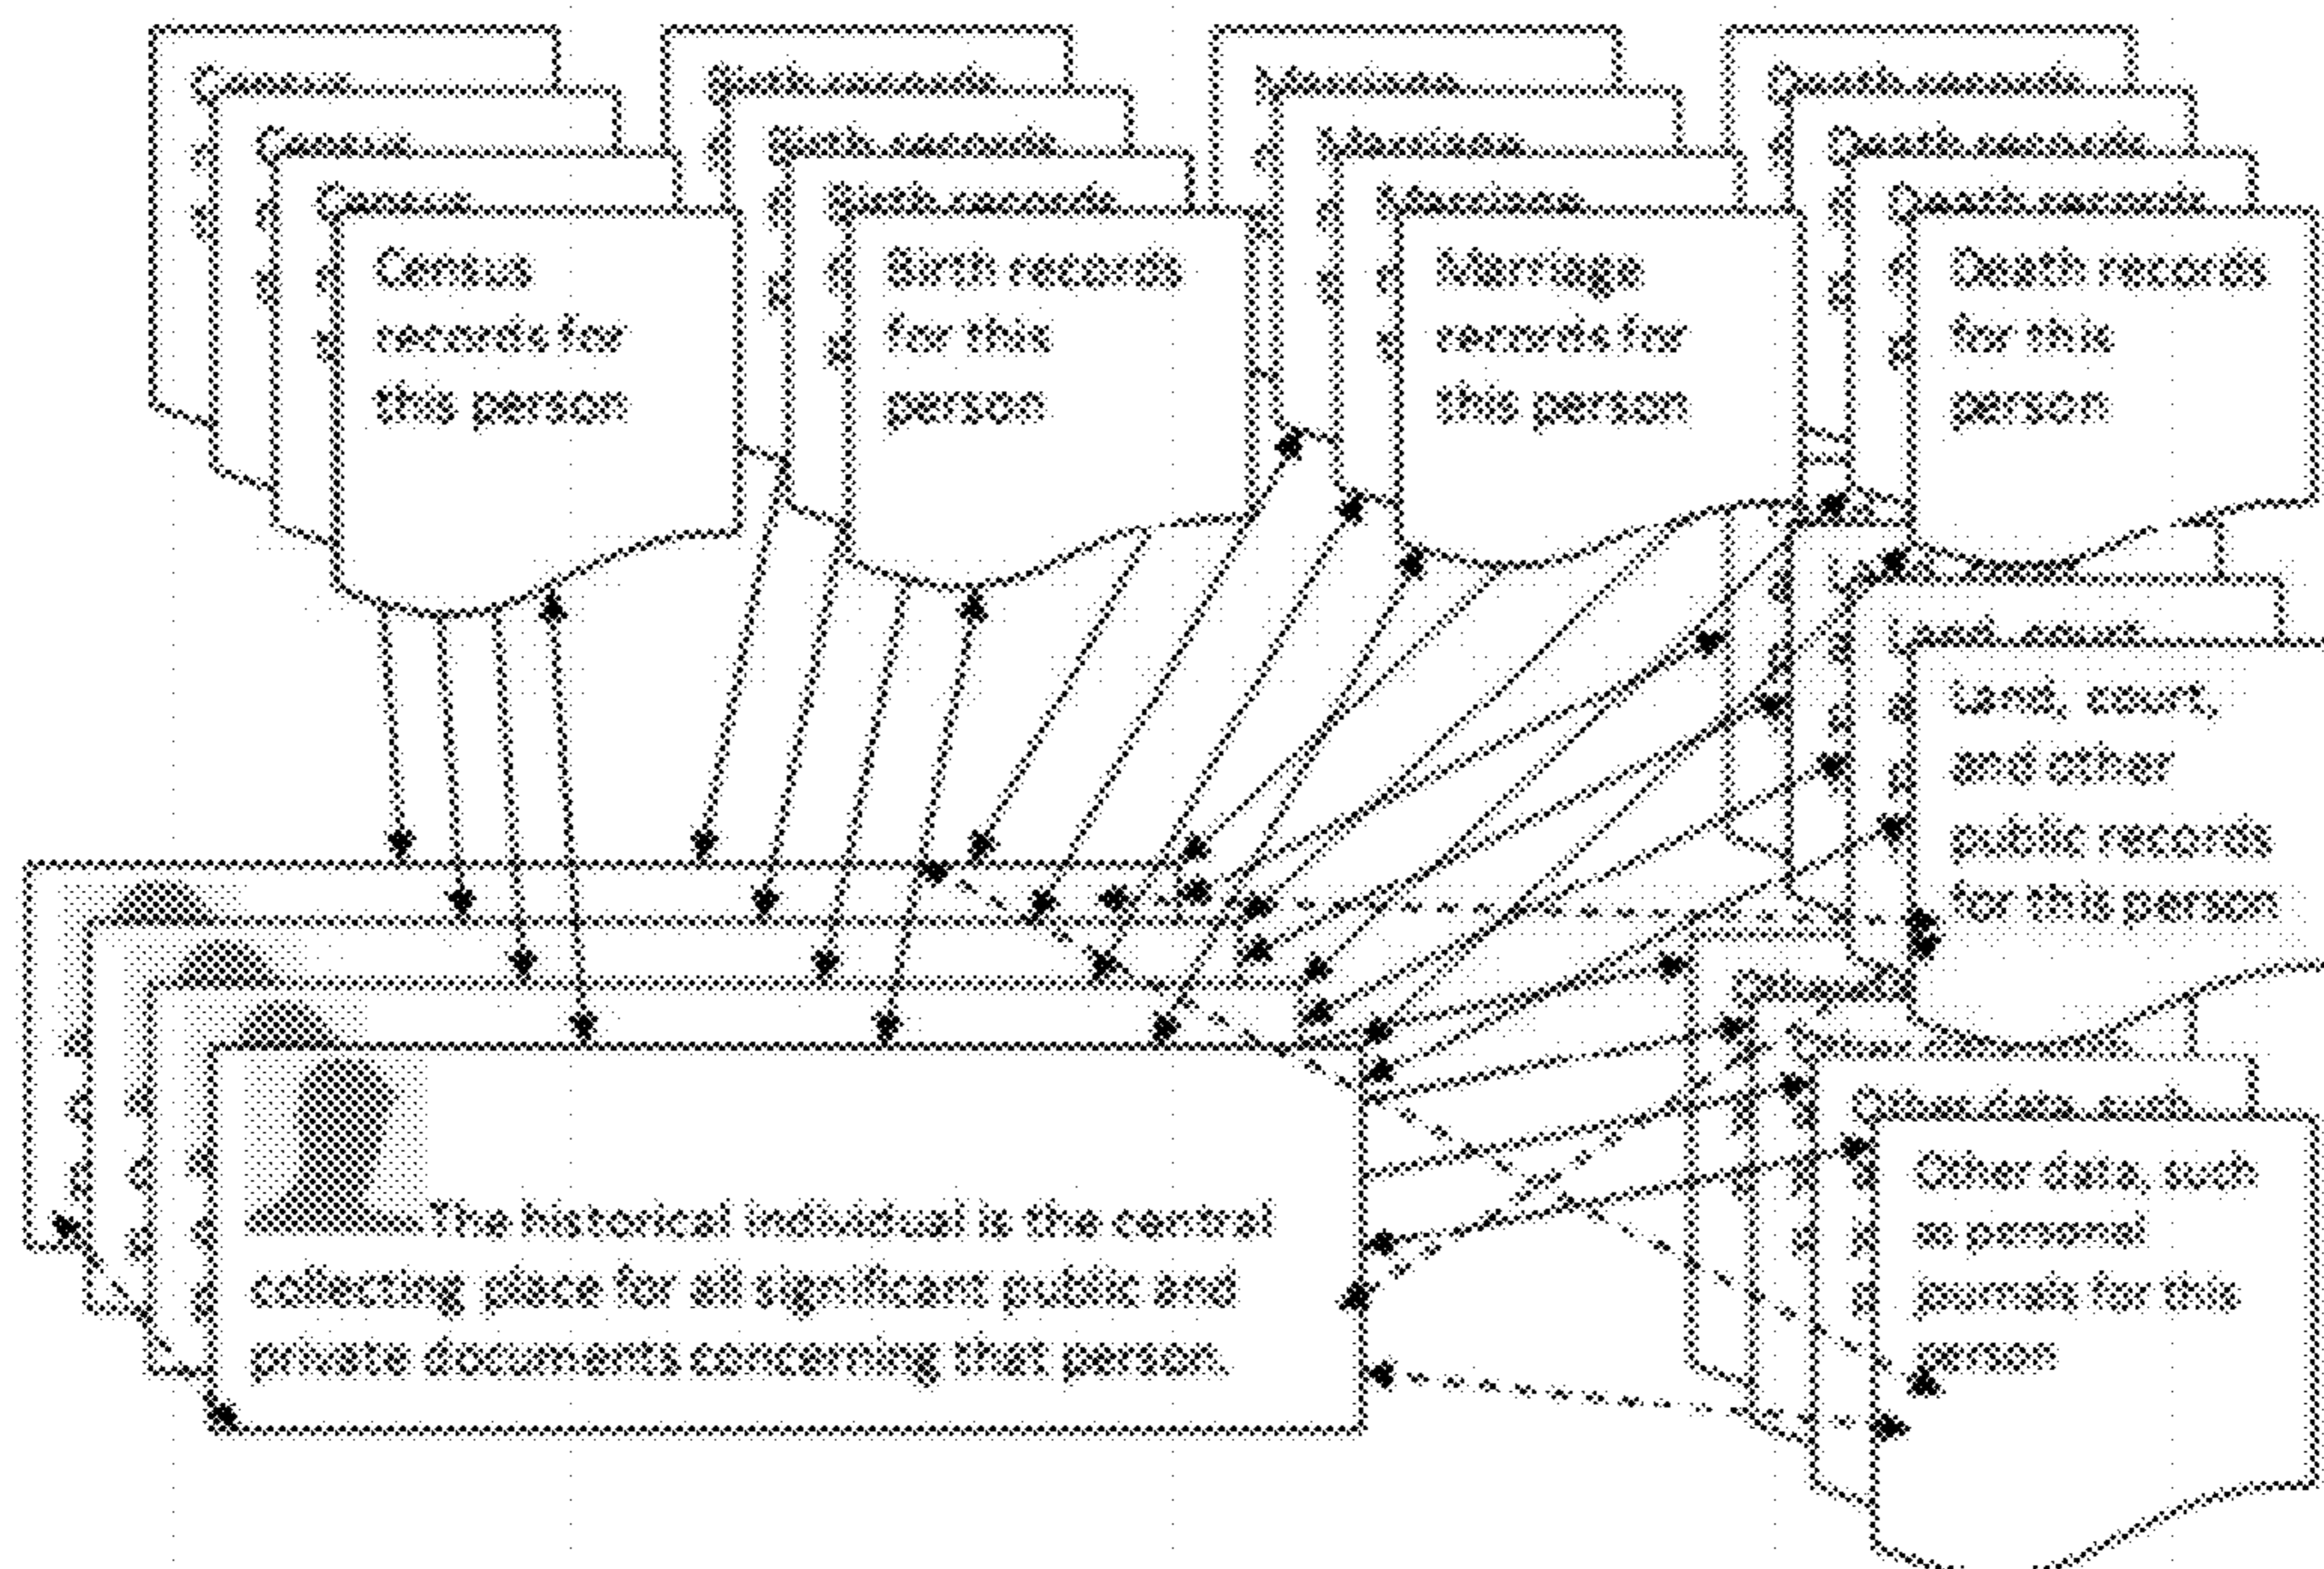 Census
records for
this person
Birth records
for this
person
Marriage
records for
this person
Death records
for this
person
Land, court,
and other
public records
for this person
Other data, such
as personal
journals for this
person
The historical individual is the central
collecting place for all significant public and
private documents concerning that person.